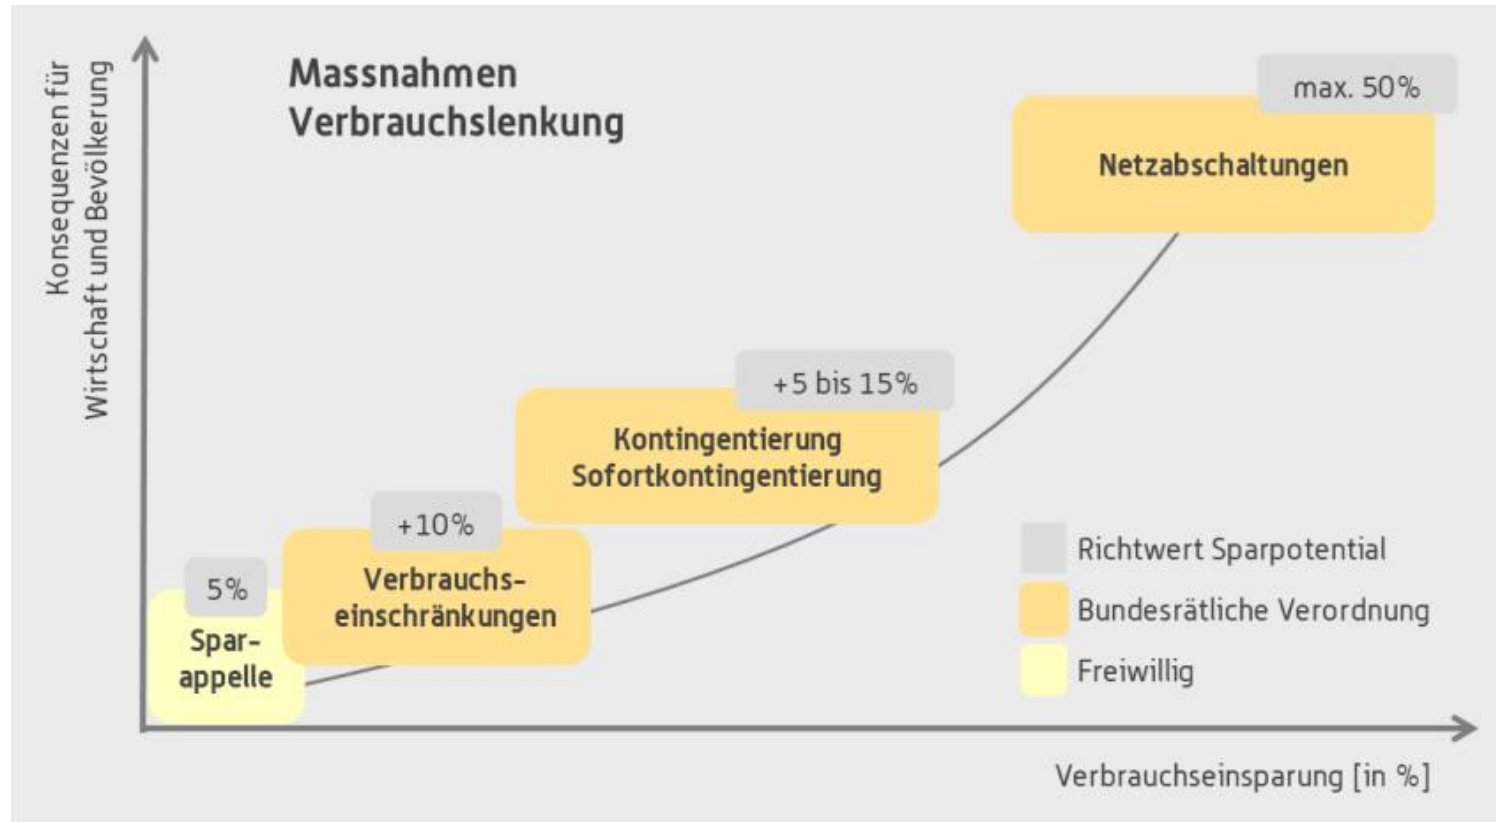 Massnahmen
Verbrauchslenkung
Konsequenzen für
Wirtschaft und Bevölkerung
max. 50%
Netzabschaltungen
+5 bis 15%
Kontingentierung
Sofortkontingentierung
+10%
Verbrauchs-
einschränkungen
5%
Spar-
appelle
Richtwert Sparpotential
Bundesrätliche Verordnung
Freiwillig
Verbrauchseinsparung [in %]